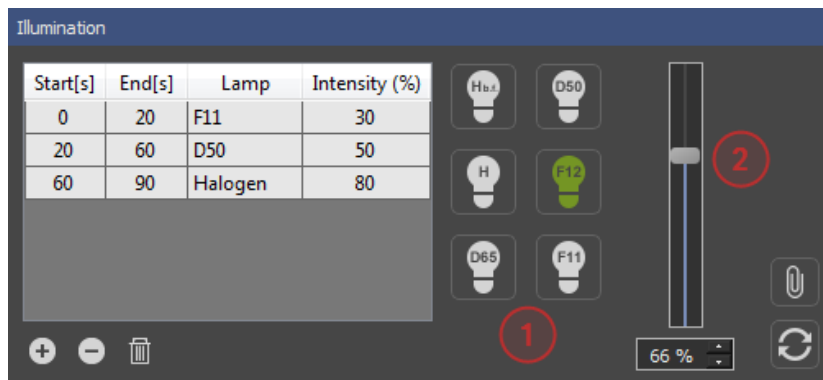 Illumination
Start[s] End[s] Lamp Intensity (%)
0 20 F11 30
20 60 D50 50
60 90 Halogen 80
Hb.f. D50
H F12
D65 F11
1
2
66 %